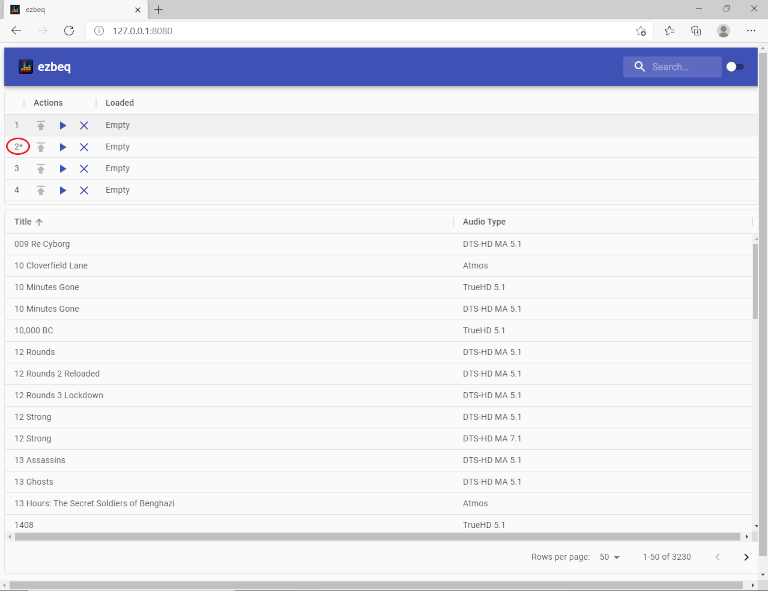 ezbeq
127.0.0.1:8080
ezbeq
Search...
Actions Loaded
1 Empty
2* Empty
3 Empty
4 Empty
Title Audio Type
009 Re Cyborg DTS-HD MA 5.1
10 Cloverfield Lane Atmos
10 Minutes Gone TrueHD 5.1
10 Minutes Gone DTS-HD MA 5.1
10,000 BC TrueHD 5.1
12 Rounds DTS-HD MA 5.1
12 Rounds 2 Reloaded DTS-HD MA 5.1
12 Rounds 3 Lockdown DTS-HD MA 5.1
12 Strong DTS-HD MA 5.1
12 Strong DTS-HD MA 7.1
13 Assassins DTS-HD MA 5.1
13 Ghosts DTS-HD MA 5.1
13 Hours: The Secret Soldiers of Benghazi Atmos
1408 TrueHD 5.1
Rows per page: 50 1-50 of 3230